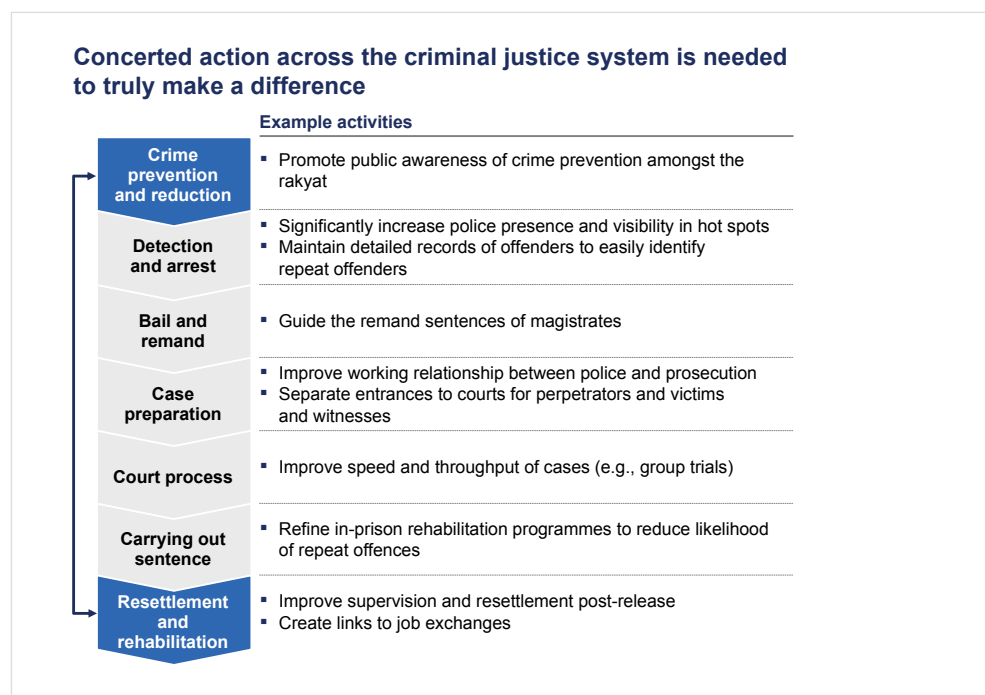 Concerted action across the criminal justice system is needed
to truly make a difference
Example activities
Crime
prevention
and reduction
▪ Promote public awareness of crime prevention amongst the
rakyat
Detection
and arrest
▪ Significantly increase police presence and visibility in hot spots
▪ Maintain detailed records of offenders to easily identify
repeat offenders
Bail and
remand
▪ Guide the remand sentences of magistrates
Case
preparation
▪ Improve working relationship between police and prosecution
▪ Separate entrances to courts for perpetrators and victims
and witnesses
Court process
▪ Improve speed and throughput of cases (e.g., group trials)
Carrying out
sentence
▪ Refine in-prison rehabilitation programmes to reduce likelihood
of repeat offences
Resettlement
and
rehabilitation
▪ Improve supervision and resettlement post-release
▪ Create links to job exchanges